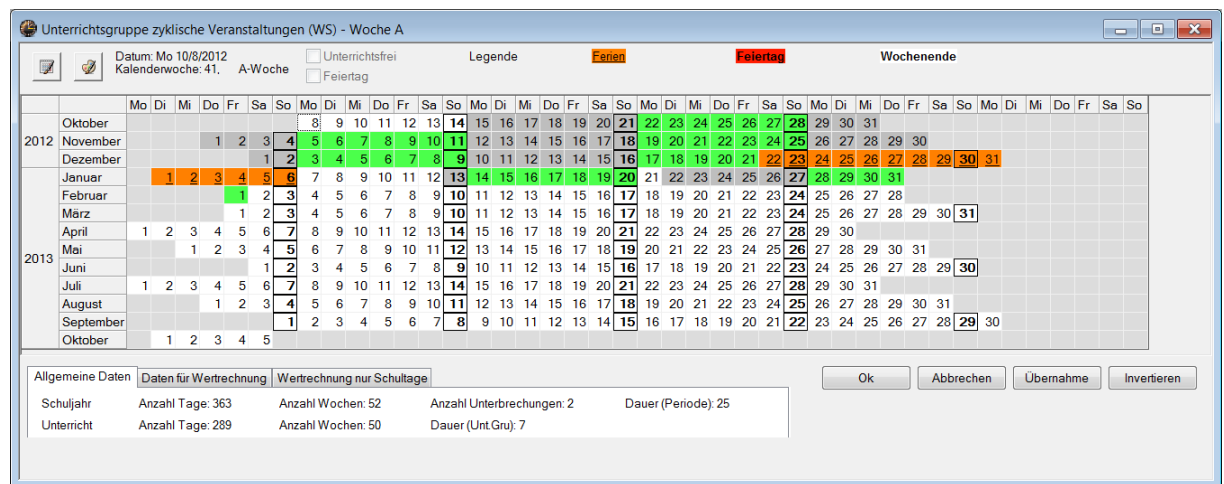 Unterrichtsgruppe zyklische Veranstaltungen (WS) - Woche A
Datum: Mo 10/8/2012 Unterrichtsfrei Legende Ferien Feiertag Wochenende
Kalenderwoche: 41, A-Woche Feiertag
Mo Di Mi Do Fr Sa So Mo Di Mi Do Fr Sa So Mo Di Mi Do Fr Sa So Mo Di Mi Do Fr Sa So Mo Di Mi Do Fr Sa So Mo Di Mi Do Fr Sa So
Oktober 8 9 10 11 12 13 14 15 16 17 18 19 20 21 22 23 24 25 26 27 28 29 30 31
2012 November 1 2 3 4 5 6 7 8 9 10 11 12 13 14 15 16 17 18 19 20 21 22 23 24 25 26 27 28 29 30
Dezember 1 2 3 4 5 6 7 8 9 10 11 12 13 14 15 16 17 18 19 20 21 22 23 24 25 26 27 28 29 30 31
Januar 1 2 3 4 5 6 7 8 9 10 11 12 13 14 15 16 17 18 19 20 21 22 23 24 25 26 27 28 29 30 31
Februar 1 2 3 4 5 6 7 8 9 10 11 12 13 14 15 16 17 18 19 20 21 22 23 24 25 26 27 28
März 1 2 3 4 5 6 7 8 9 10 11 12 13 14 15 16 17 18 19 20 21 22 23 24 25 26 27 28 29 30 31
April 1 2 3 4 5 6 7 8 9 10 11 12 13 14 15 16 17 18 19 20 21 22 23 24 25 26 27 28 29 30
Mai 1 2 3 4 5 6 7 8 9 10 11 12 13 14 15 16 17 18 19 20 21 22 23 24 25 26 27 28 29 30 31
2013
Juni 1 2 3 4 5 6 7 8 9 10 11 12 13 14 15 16 17 18 19 20 21 22 23 24 25 26 27 28 29 30
Juli 1 2 3 4 5 6 7 8 9 10 11 12 13 14 15 16 17 18 19 20 21 22 23 24 25 26 27 28 29 30 31
August 1 2 3 4 5 6 7 8 9 10 11 12 13 14 15 16 17 18 19 20 21 22 23 24 25 26 27 28 29 30 31
September 1 2 3 4 5 6 7 8 9 10 11 12 13 14 15 16 17 18 19 20 21 22 23 24 25 26 27 28 29 30
Oktober 1 2 3 4 5
Allgemeine Daten Daten für Wertrechnung Wertrechnung nur Schultage Ok Abbrechen Übernahme Invertieren
Schuljahr Anzahl Tage: 363 Anzahl Wochen: 52 Anzahl Unterbrechungen: 2 Dauer (Periode): 25
Unterricht Anzahl Tage: 289 Anzahl Wochen: 50 Dauer (Unt.Gru): 7